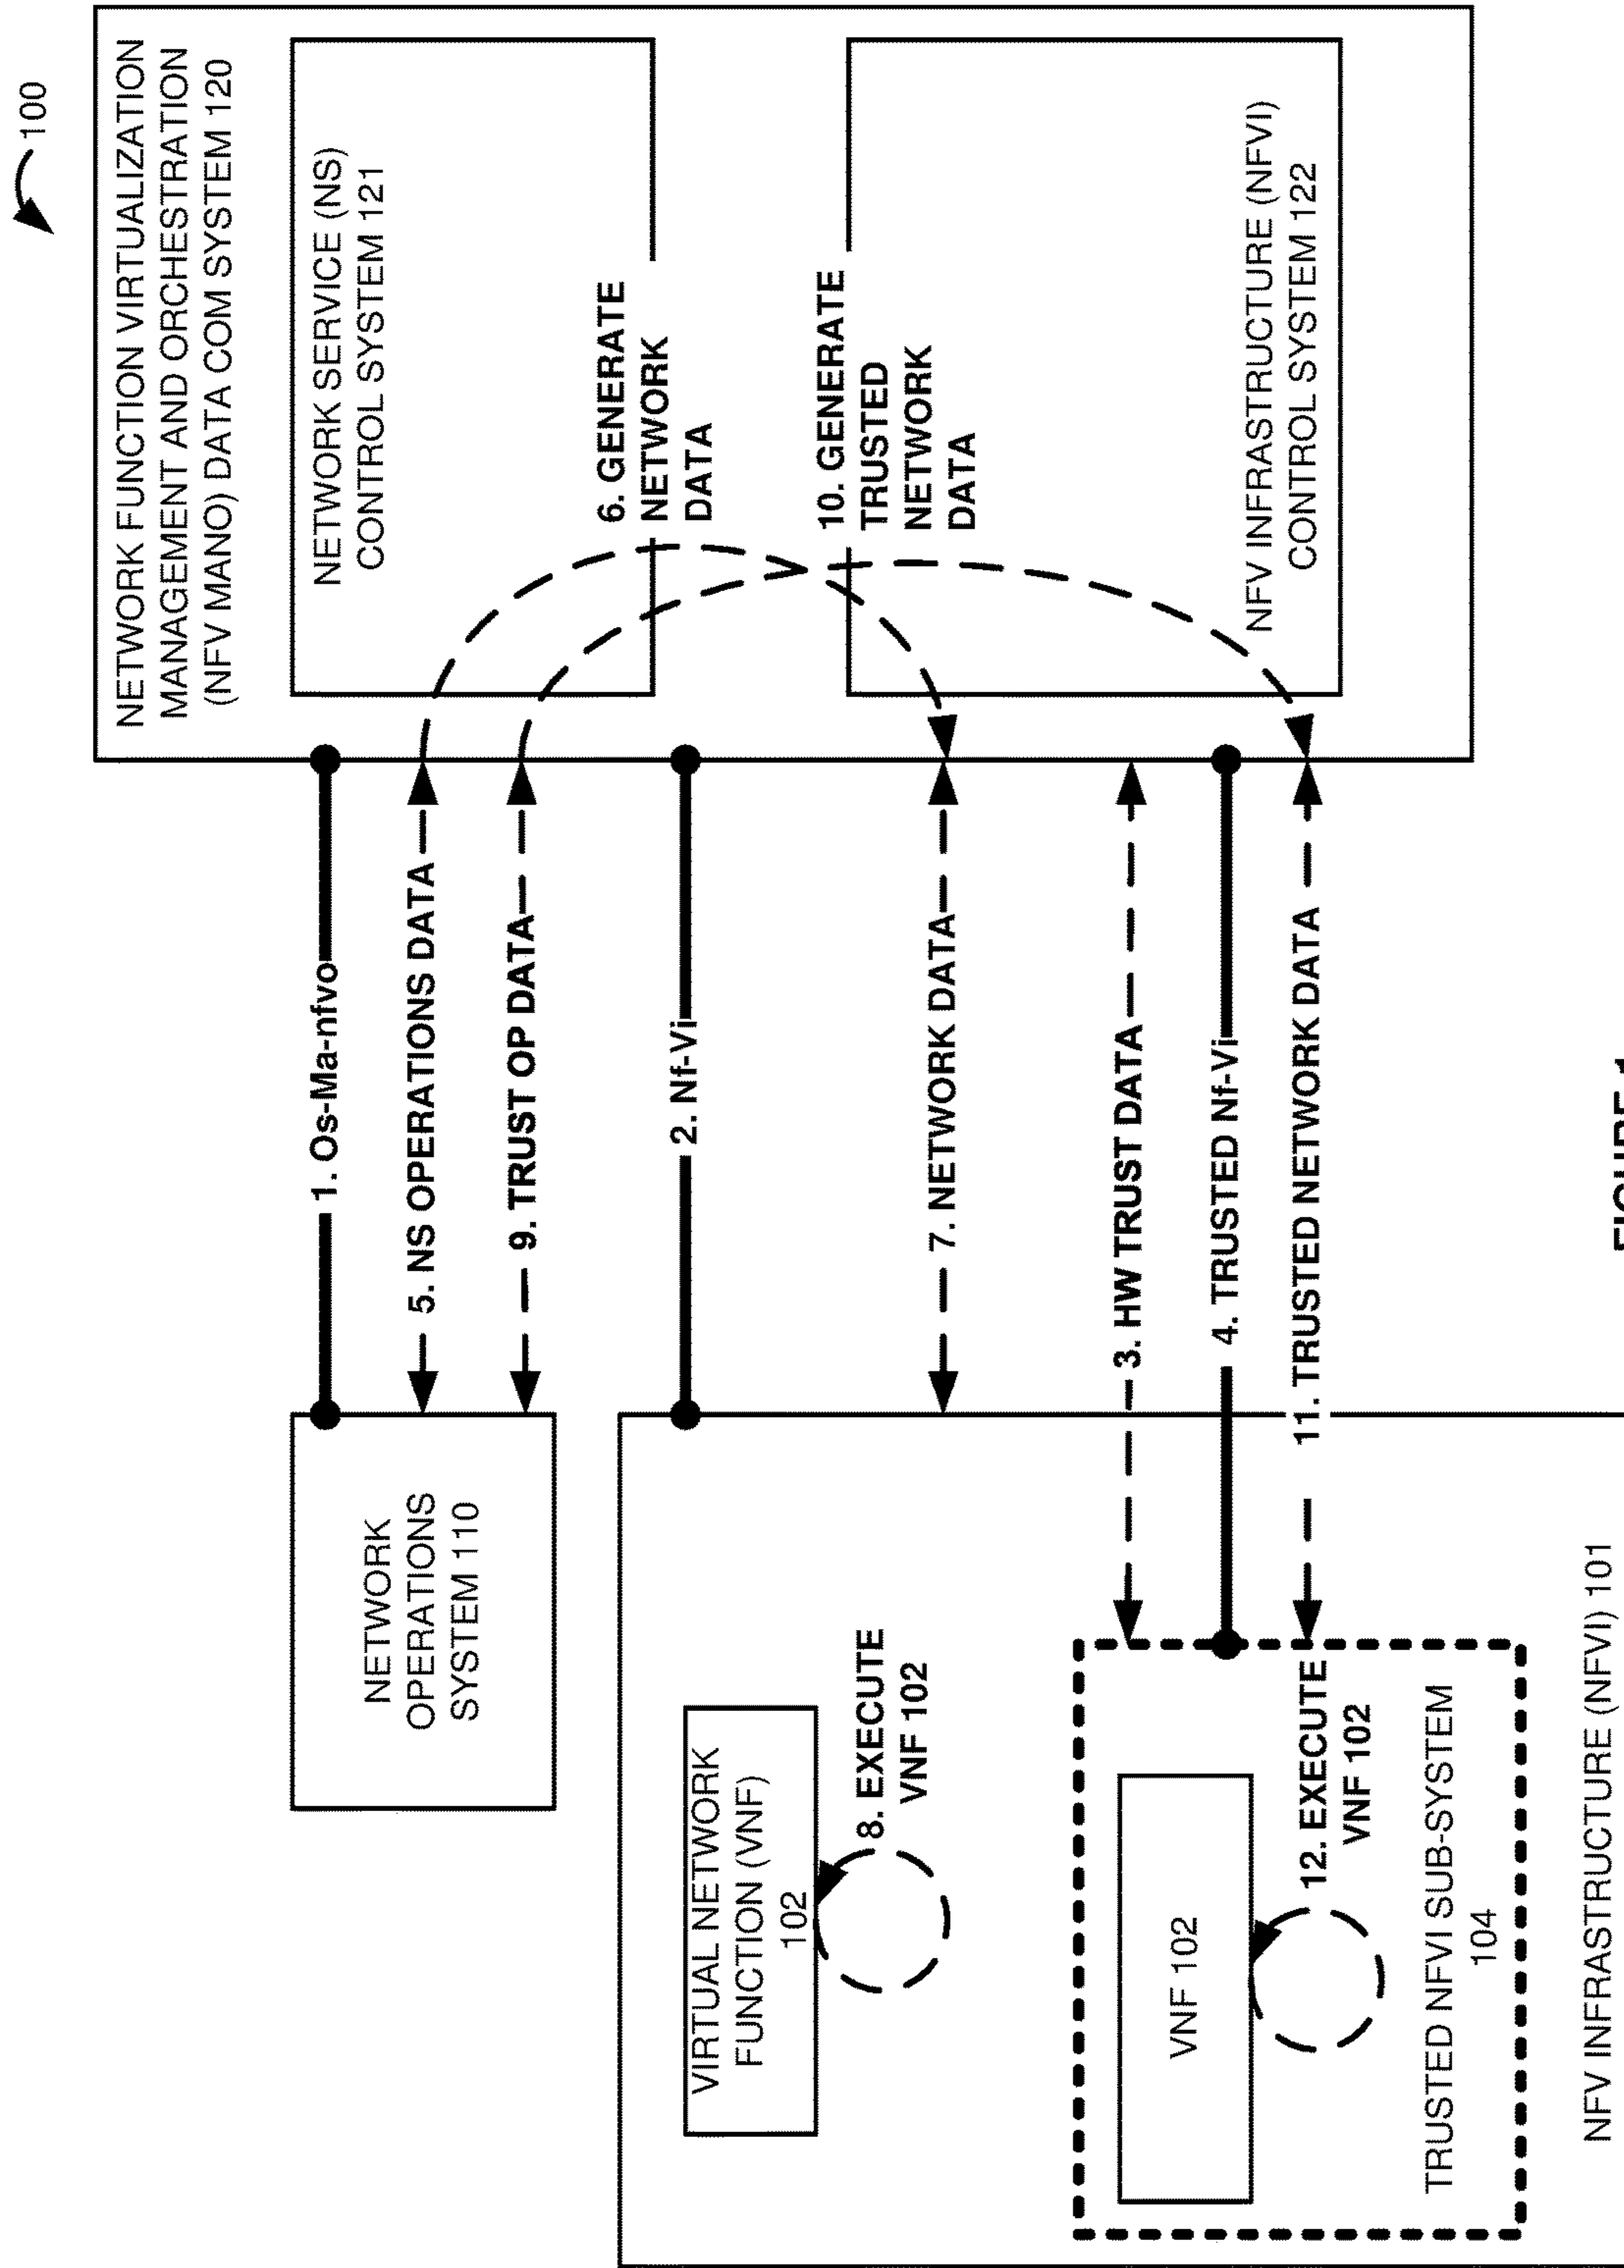 100
NETWORK FUNCTION VIRTUALIZATION
MANAGEMENT AND ORCHESTRATION
(NFV MANO) DATA COM SYSTEM 120
NETWORK SERVICE (NS)
CONTROL SYSTEM 121
6. GENERATE
NETWORK
DATA
10. GENERATE
TRUSTED
NETWORK
DATA
NFV INFRASTRUCTURE (NFVI)
CONTROL SYSTEM 122
1. Os-Ma-nfvo
5. NS OPERATIONS DATA
9. TRUST OP DATA
2. Nf-Vi
7. NETWORK DATA
3. HW TRUST DATA
4. TRUSTED Nf-Vi
11. TRUSTED NETWORK DATA
NETWORK
OPERATIONS
SYSTEM 110
VIRTUAL NETWORK
FUNCTION (VNF)
102
8. EXECUTE
VNF 102
VNF 102
12. EXECUTE
VNF 102
TRUSTED NFVI SUB-SYSTEM
104
NFV INFRASTRUCTURE (NFVI) 101
FIGURE 1